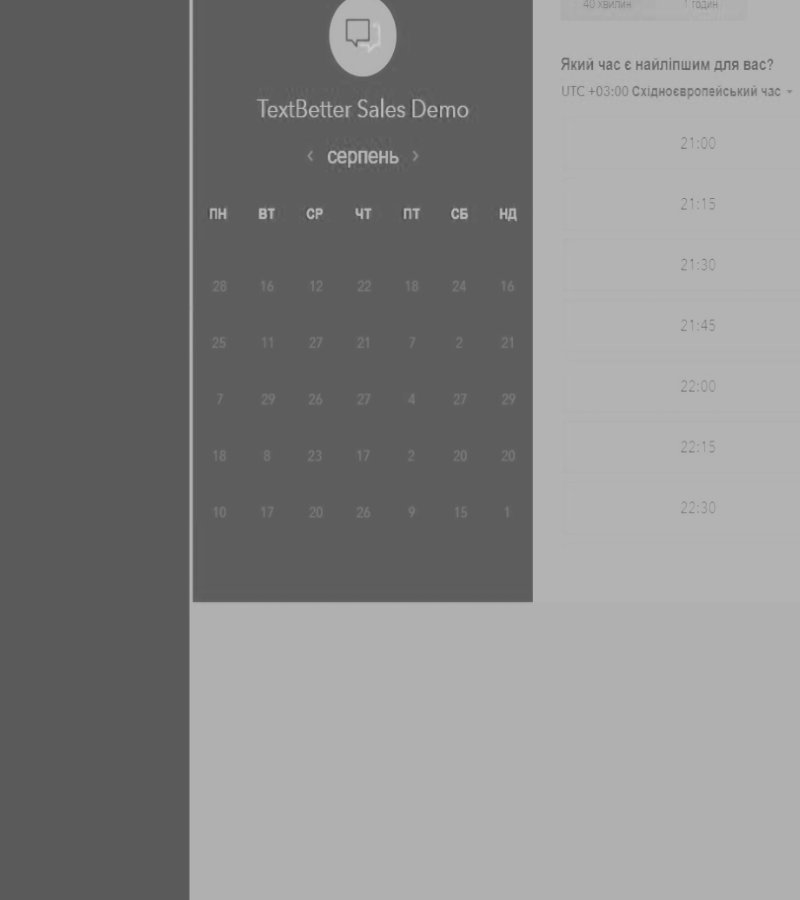 TextBetter Sales Demo
‹ серпень ›
ПН ВТ СР ЧТ ПТ СБ НД
28 16 12 22 18 24 16
25 11 27 21 7 2 21
7 29 26 27 4 27 29
18 8 23 17 2 20 20
10 17 20 26 9 15 1
40 хвилин 1 годин
Який час є найліпшим для вас?
UTC +03:00 Східноєвропейський час
21:00
21:15
21:30
21:45
22:00
22:15
22:30